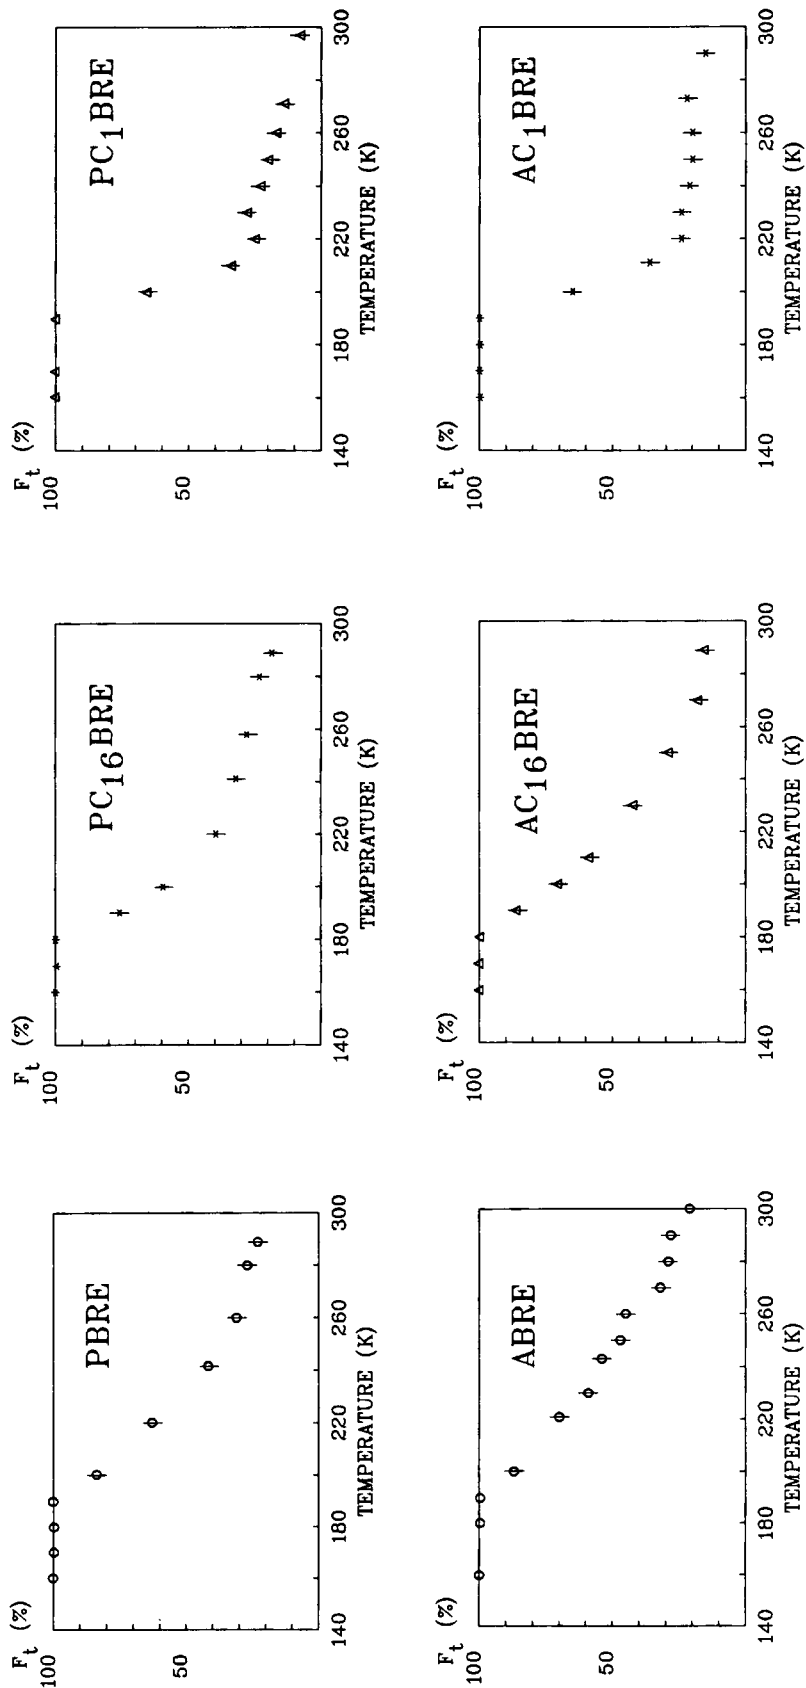 F_t (%)
100
50
PBRE
140 180 220 260 300
TEMPERATURE (K)
F_t (%)
100
50
PC16BRE
140 180 220 260 300
TEMPERATURE (K)
F_t (%)
100
50
PC1BRE
140 180 220 260 300
TEMPERATURE (K)
F_t (%)
100
50
ABRE
140 180 220 260 300
TEMPERATURE (K)
F_t (%)
100
50
AC16BRE
140 180 220 260 300
TEMPERATURE (K)
F_t (%)
100
50
AC1BRE
140 180 220 260 300
TEMPERATURE (K)